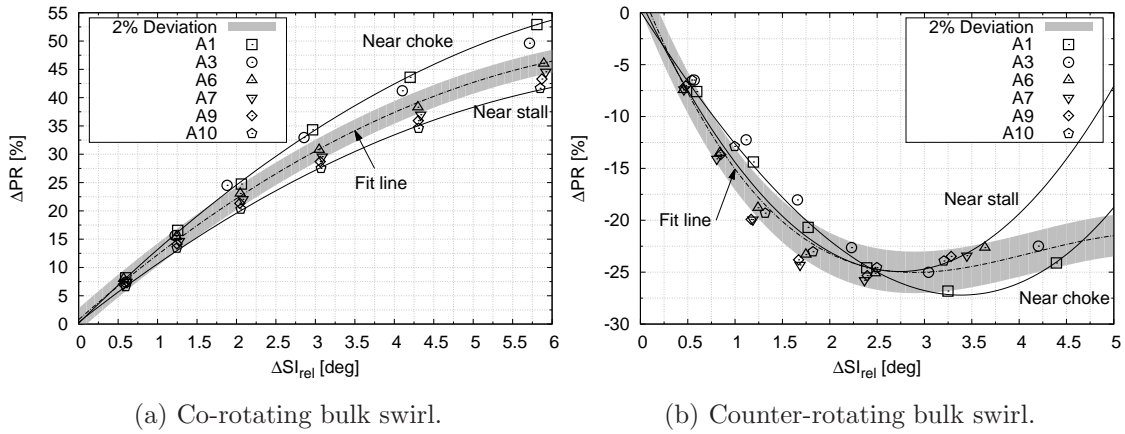 2% Deviation
A1
A3
A6
A7
A9
A10
Near choke
Near stall
Fit line
55
50
45
40
35
30
25
20
15
10
5
0
ΔPR [%]
0 0.5 1 1.5 2 2.5 3 3.5 4 4.5 5 5.5 6
ΔSIrel [deg]
(a) Co-rotating bulk swirl.
2% Deviation
A1
A3
A6
A7
A9
A10
Near stall
Fit line
Near choke
0
-5
-10
-15
-20
-25
-30
ΔPR [%]
0 0.5 1 1.5 2 2.5 3 3.5 4 4.5 5
ΔSIrel [deg]
(b) Counter-rotating bulk swirl.